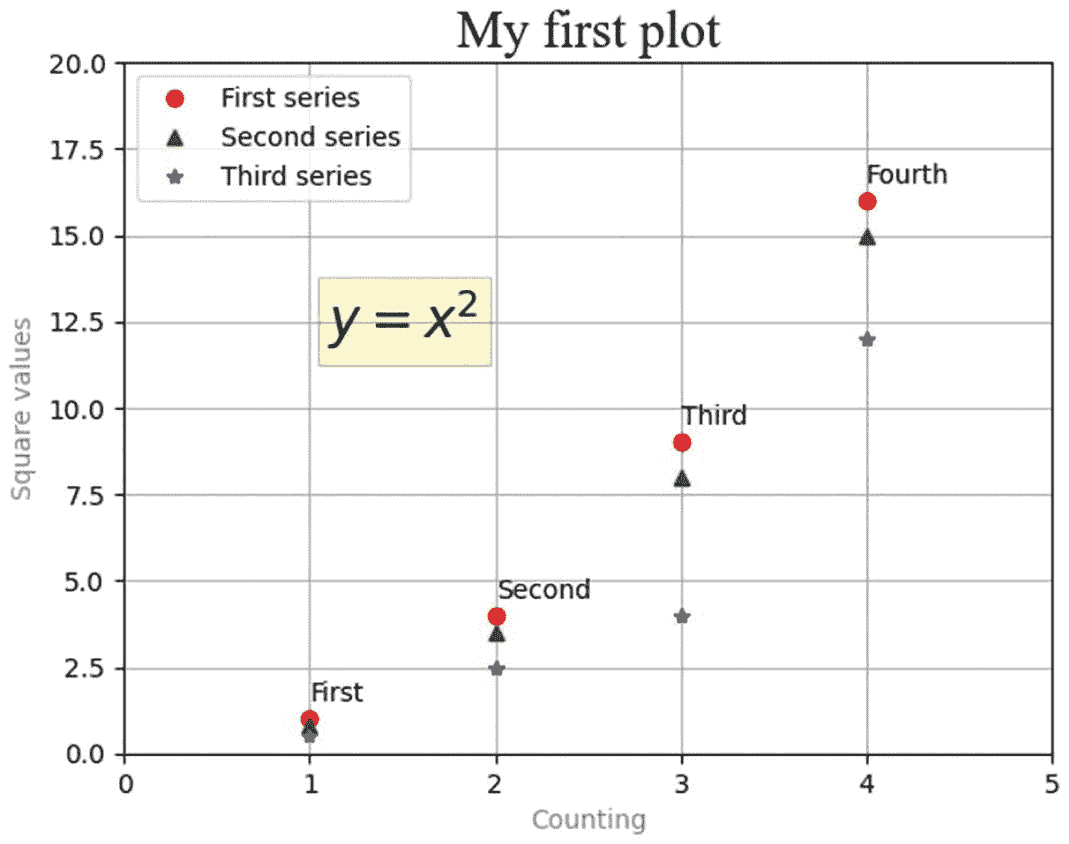 My first plot
20.0
17.5
15.0
12.5
10.0
7.5
5.0
2.5
0.0
Square values
First series
Second series
Third series
y = x²
First
Second
Third
Fourth
0 1 2 3 4 5
Counting